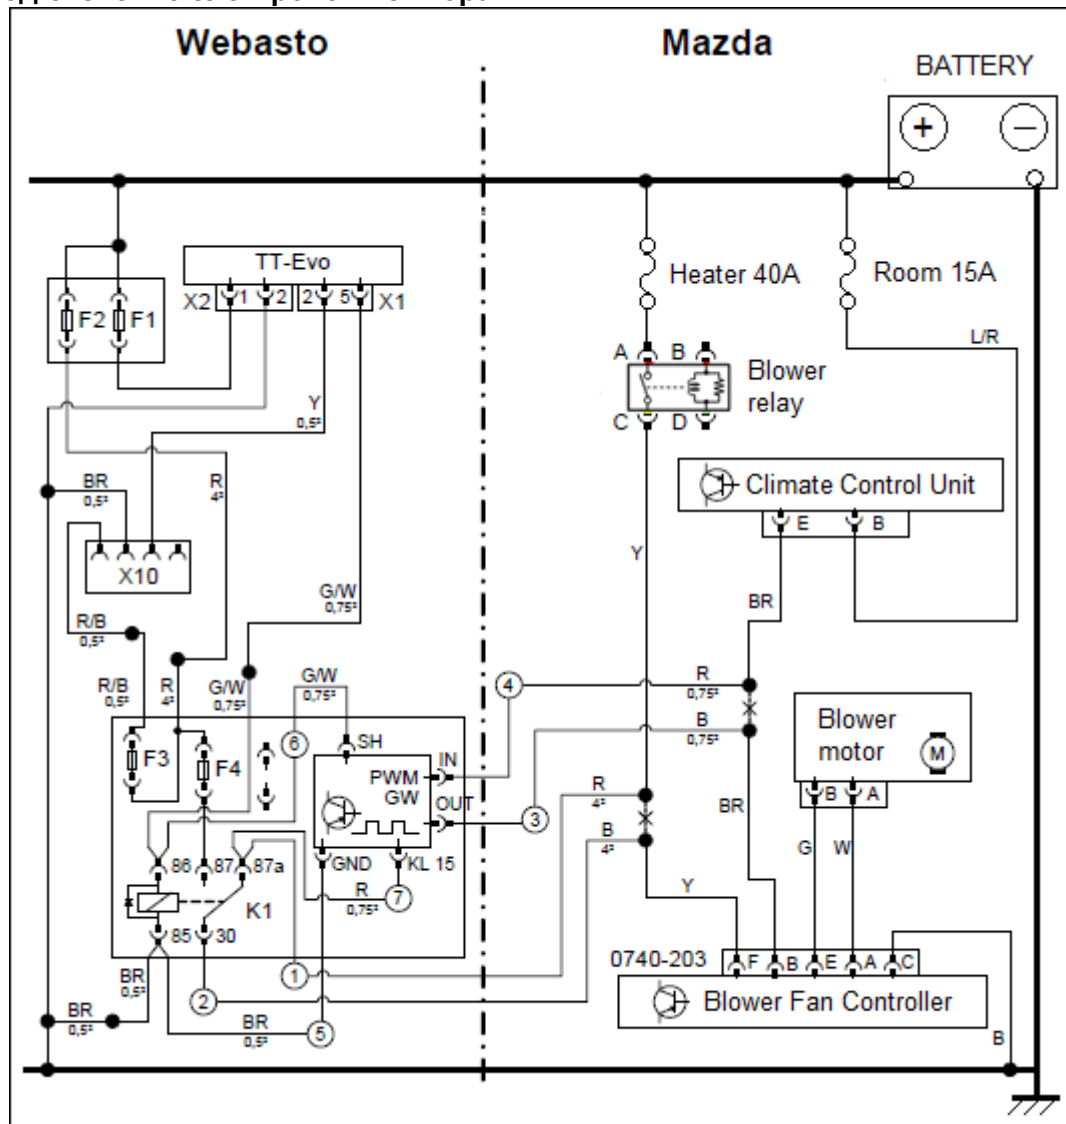 Webasto
Mazda
BATTERY
+
−
TT-Evo
X2
1
2
2
5
X1
F2
F1
Heater 40A
Room 15A
L/R
A
B
Blower
relay
C
D
Y
0,5²
BR
0,5²
R
4²
Climate Control Unit
E
B
X10
Y
G/W
0,75²
BR
R/B
0,5²
R/B
0,5²
R
4²
G/W
0,75²
G/W
0,75²
4
R
0,75²
6
SH
IN
B
0,75²
Blower
motor
M
F3
F4
PWM
GW
OUT
3
R
4²
BR
B
A
B
4²
G
W
86
87
87a
GND
KL 15
R
0,75²
7
Y
K1
85
30
0740-203
F
B
E
A
C
BR
0,5²
1
2
Blower Fan Controller
BR
0,5²
BR
0,5²
5
B